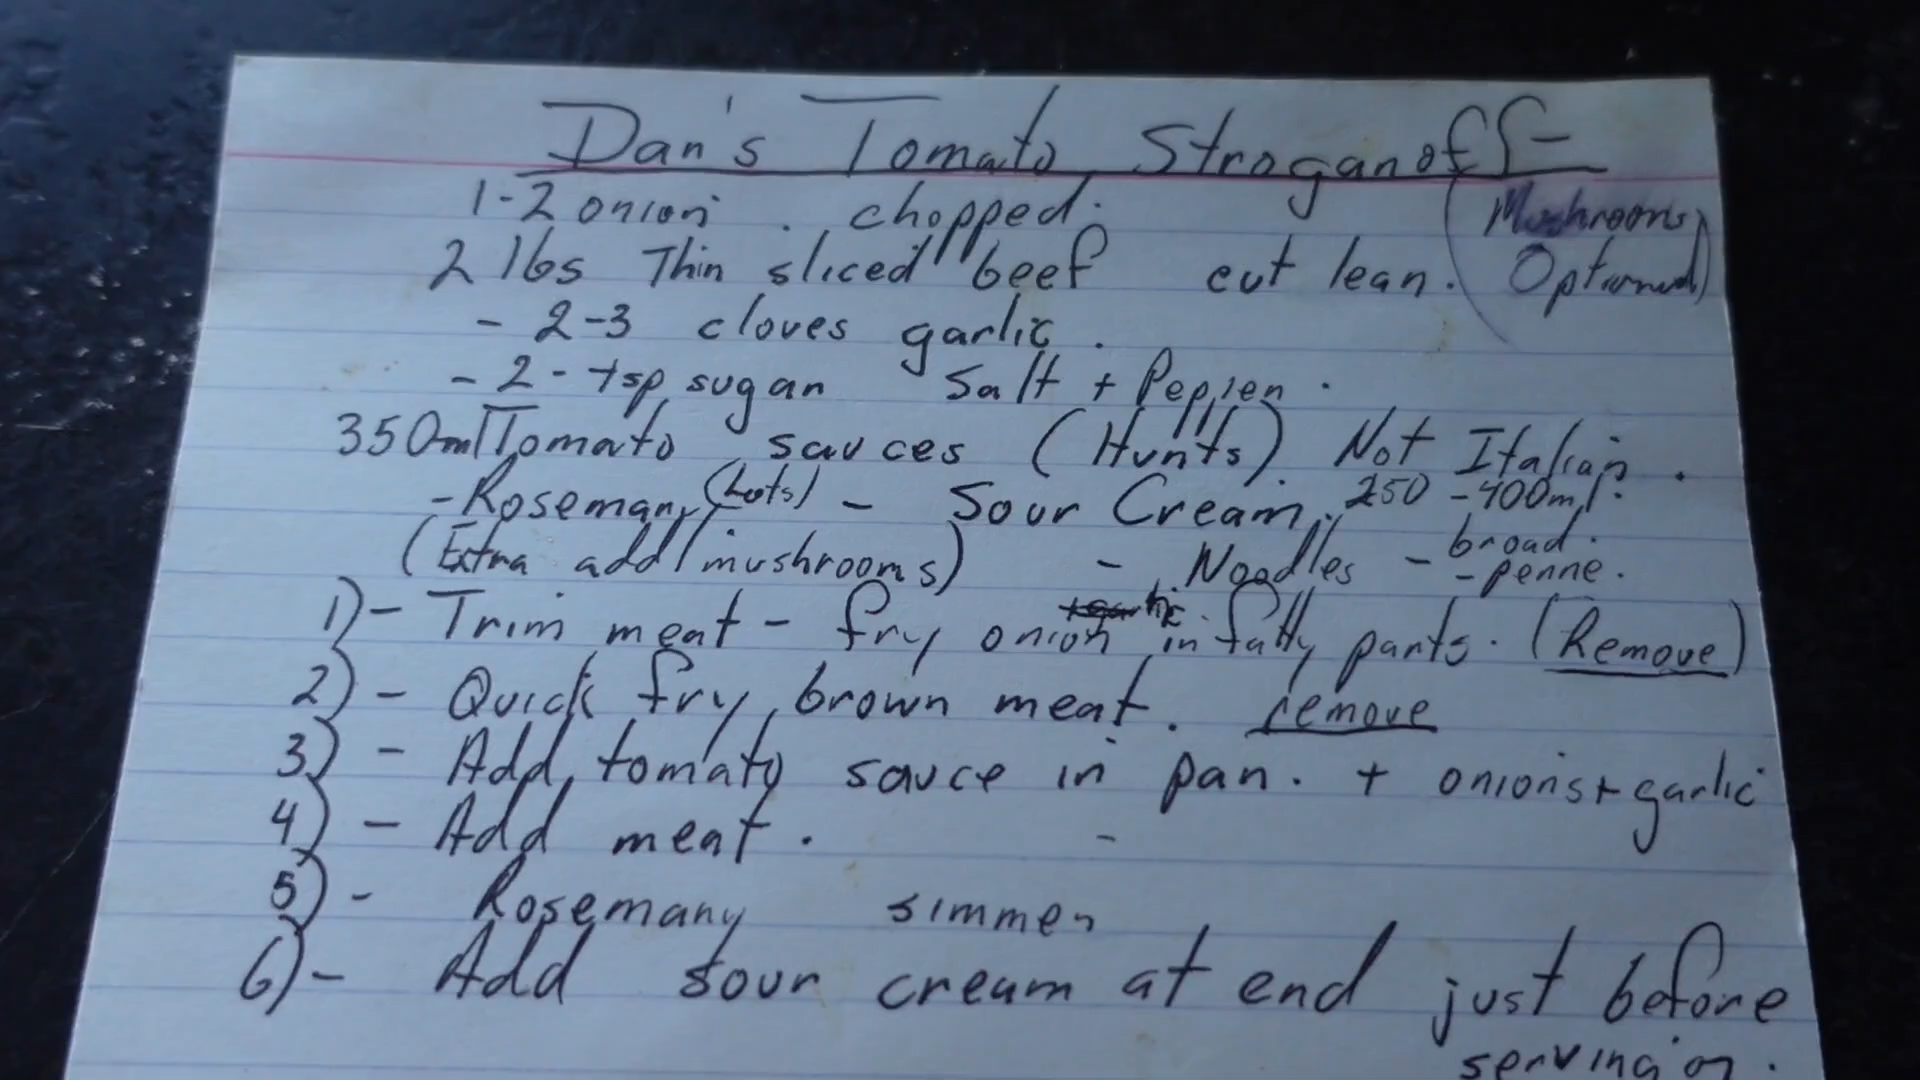 Dan's Tomato Stroganoff -
1-2 onion . chopped. (Mushrooms
2 lbs Thin sliced beef cut lean. Optional)
- 2-3 cloves garlic .
- 2 - tsp sugar Salt + Pepper .
350ml Tomato sauces (Hunts) Not Italian .
- Rosemary (Lots) - Sour Cream. 250 - 400ml.
(Extra add / mushrooms) - Noodles - broad.
- penne.
1) - Trim meat - fry onion in fatty parts. (Remove)
2) - Quick fry brown meat. remove
3) - Add tomato sauce in pan. + onions + garlic
4) - Add meat . -
5) - Rosemary simmer
6) - Add sour cream at end just before
serving .